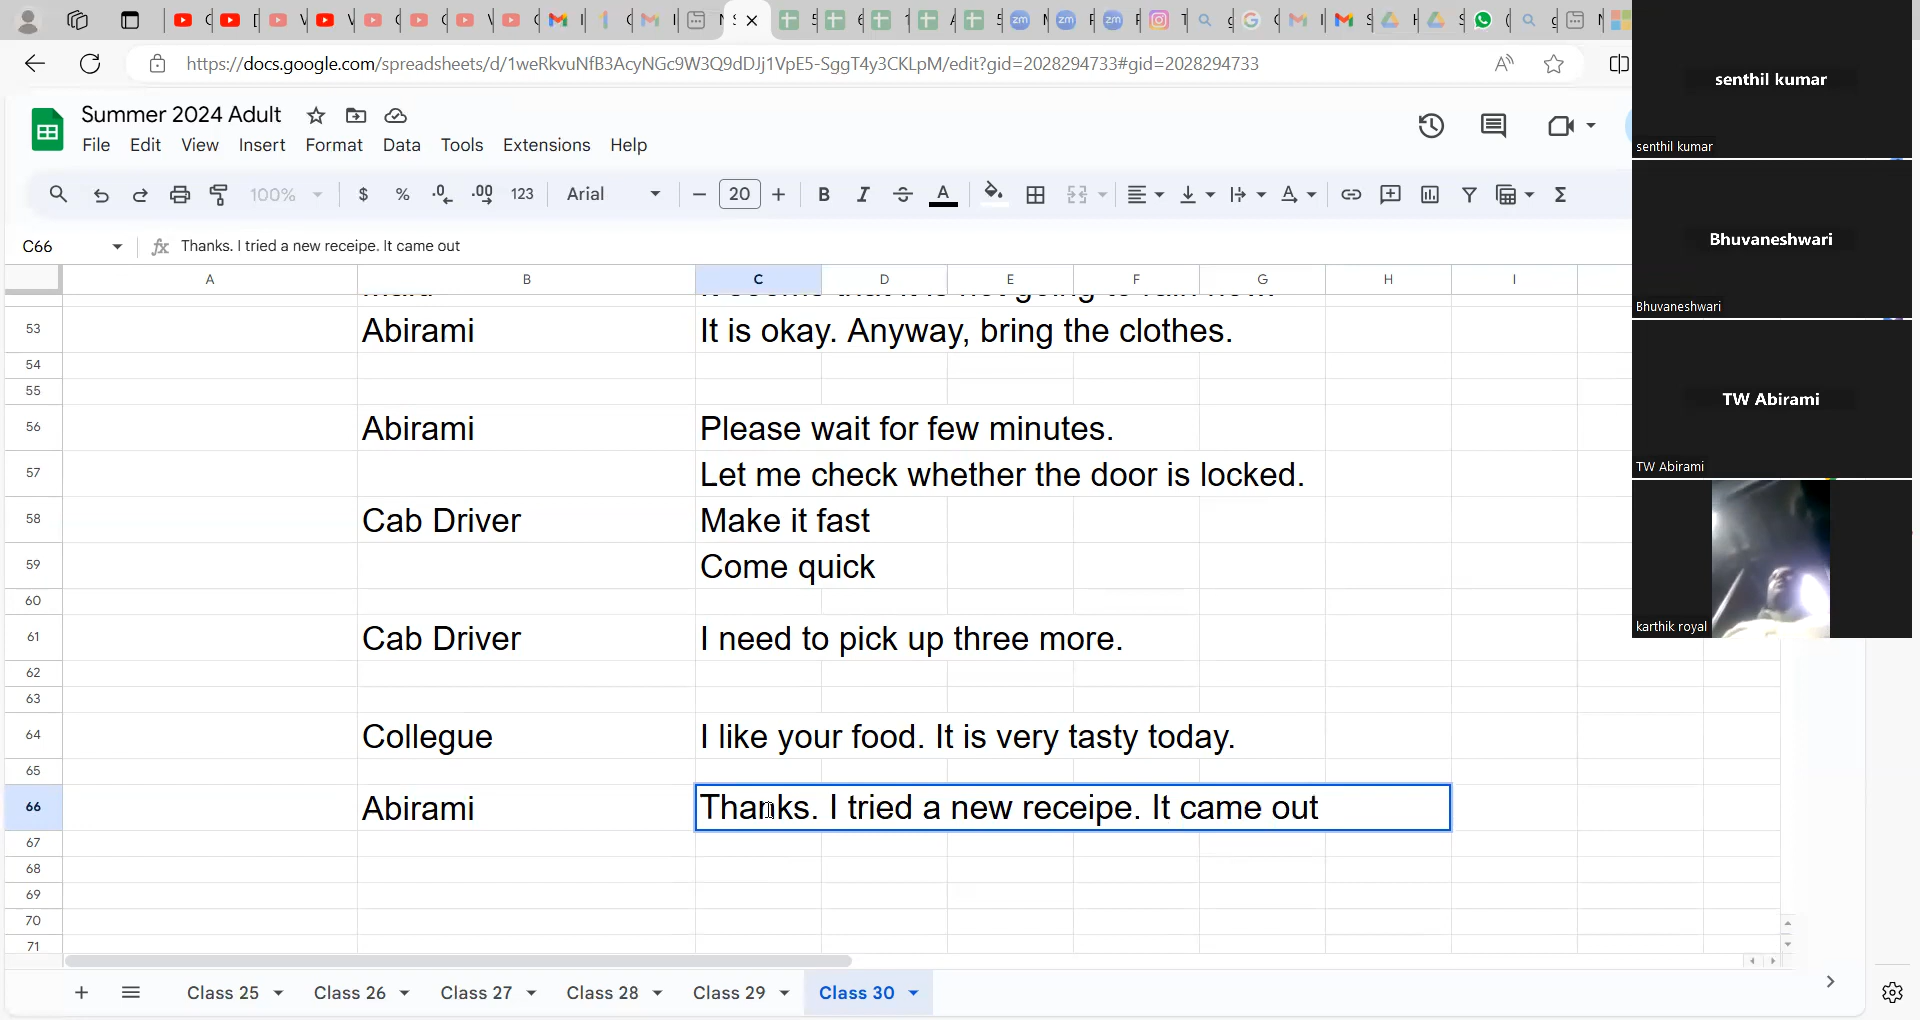 https://docs.google.com/spreadsheets/d/1weRkvuNfB3AcyNGc9W3Q9dDJj1VpE5-SggT4y3CKLpM/edit?gid=2028294733#gid=2028294733
Summer 2024 Adult
File Edit View Insert Format Data Tools Extensions Help
100% $ % .0 .00 123 Arial 20 B I A
C66 fx Thanks. I tried a new receipe. It came out
A B C D E F G H I
53 Abirami It is okay. Anyway, bring the clothes.
54
55
56 Abirami Please wait for few minutes.
57 Let me check whether the door is locked.
58 Cab Driver Make it fast
59 Come quick
60
61 Cab Driver I need to pick up three more.
62
63
64 Collegue I like your food. It is very tasty today.
65
66 Abirami Thanks. I tried a new receipe. It came out
67
68
69
70
71
Class 25 Class 26 Class 27 Class 28 Class 29 Class 30
senthil kumar
senthil kumar
Bhuvaneshwari
Bhuvaneshwari
TW Abirami
TW Abirami
karthik royal